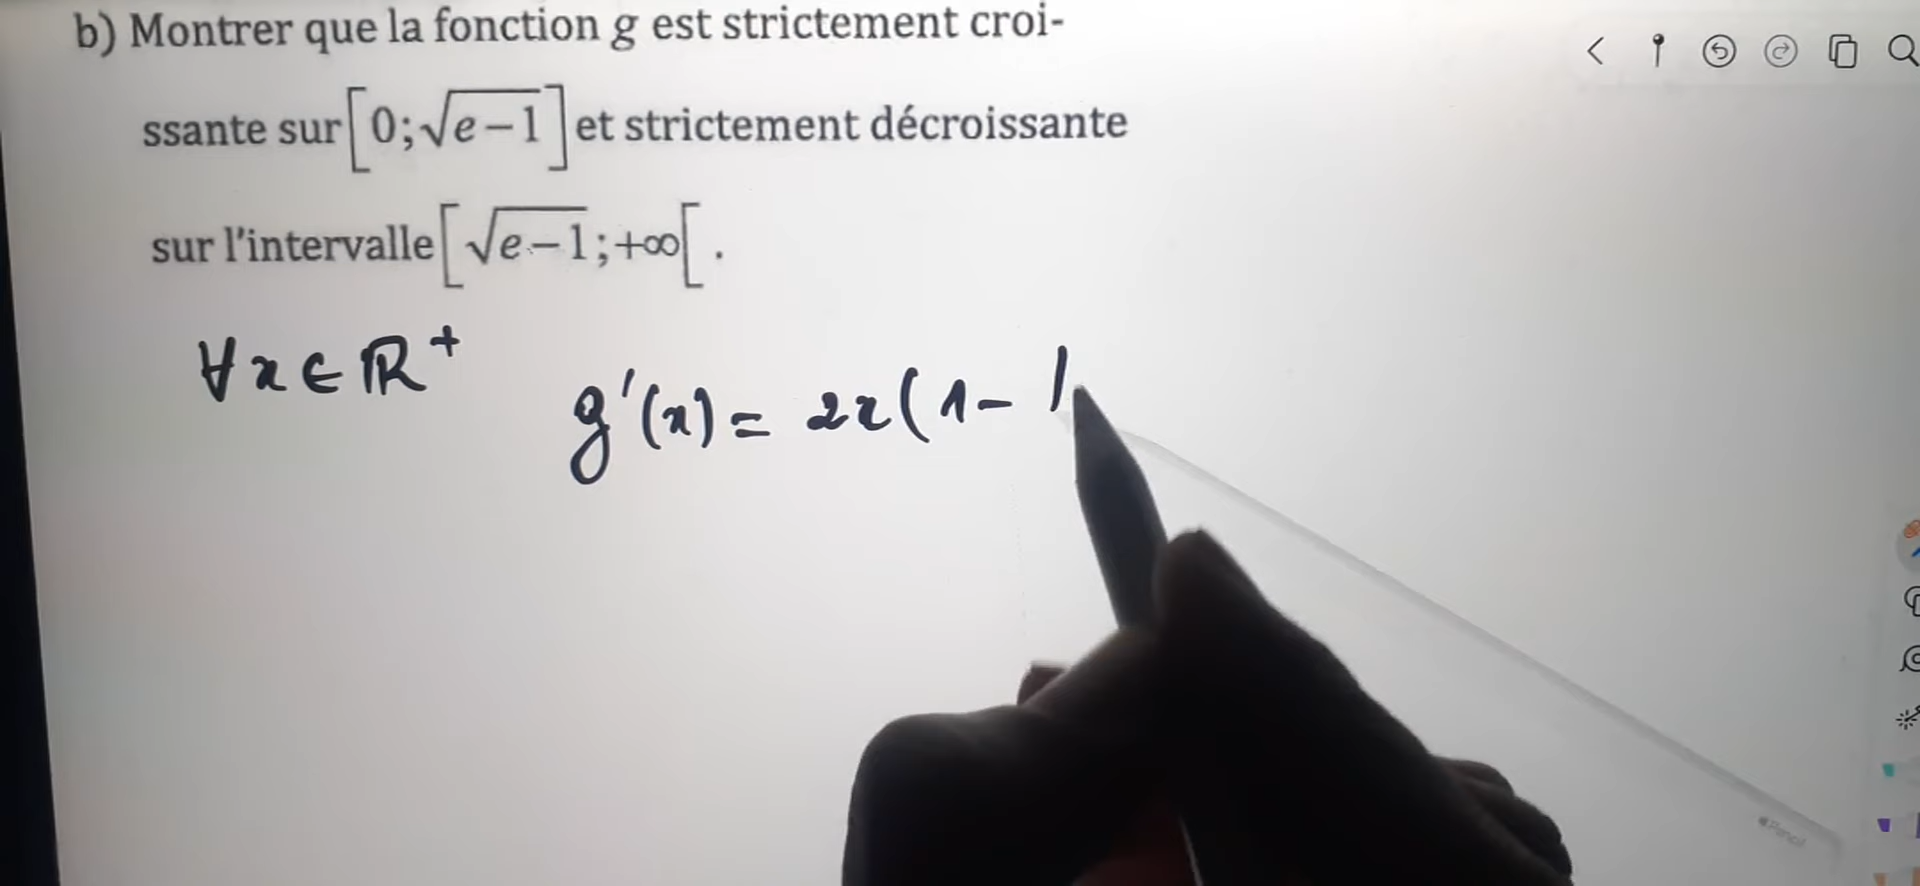 b) Montrer que la fonction g est strictement croi-
ssante sur [0;√e−1] et strictement décroissante
sur l'intervalle [√e−1;+∞[ .
∀x∈ℝ⁺
g'(x) = 2x(1−
Pencil